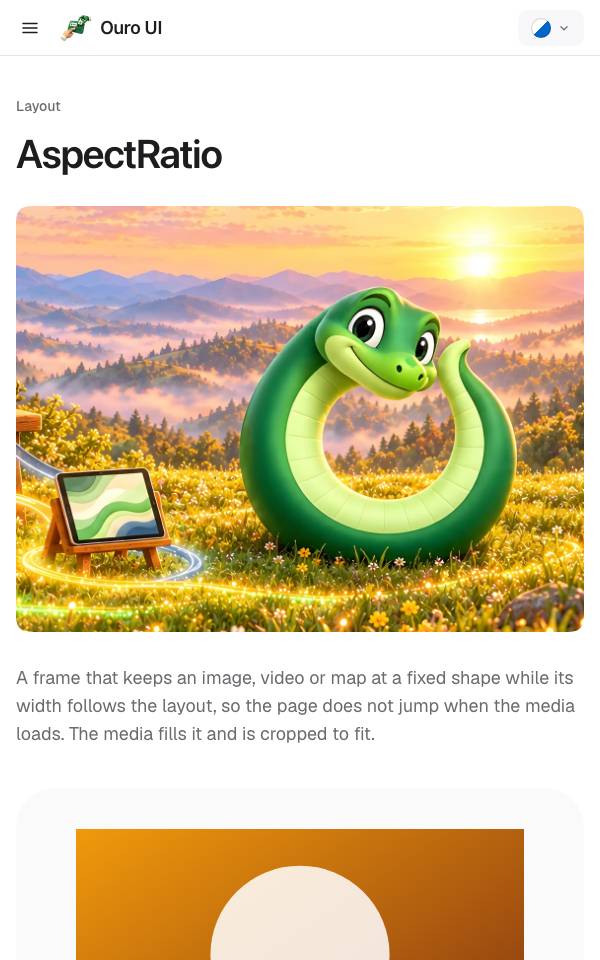 Ouro UI
Layout
AspectRatio
A frame that keeps an image, video or map at a fixed shape while its
width follows the layout, so the page does not jump when the media
loads. The media fills it and is cropped to fit.